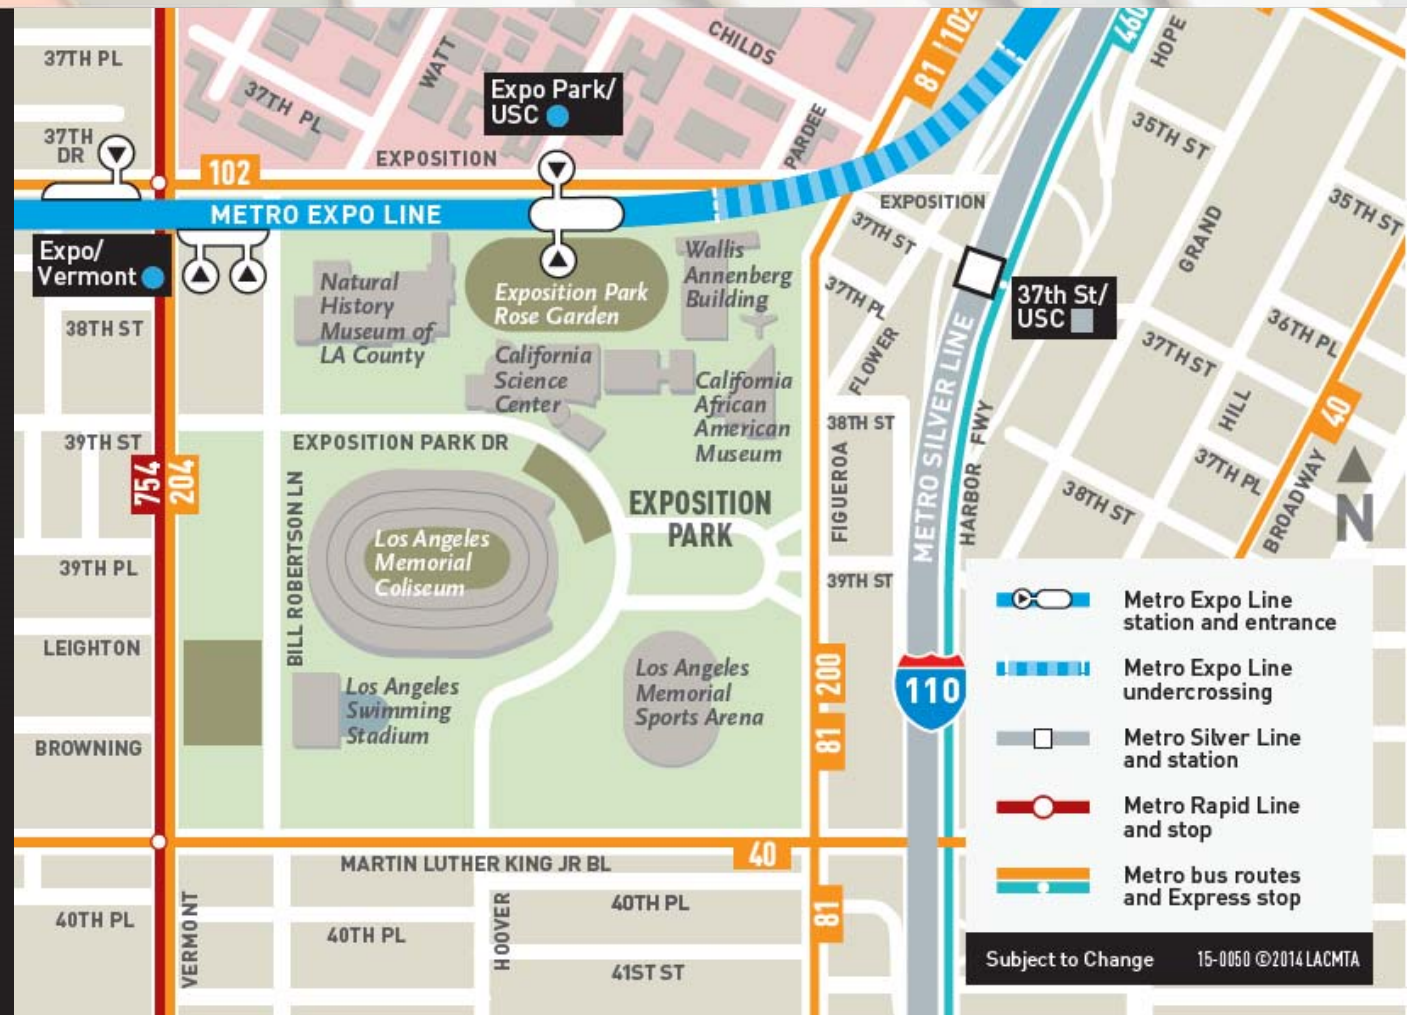 37TH PL
37TH
DR
37TH PL
WATT
CHILDS
PARDEE
Expo Park/
USC
EXPOSITION
102
81
102
460
HOPE
35TH ST
35TH ST
GRAND
METRO EXPO LINE
EXPOSITION
37TH ST
37TH PL
FLOWER
Expo/
Vermont
37th St/
USC
Natural
History
Museum of
LA County
Exposition Park
Rose Garden
Wallis
Annenberg
Building
California
Science
Center
California
African
American
Museum
38TH ST
39TH ST
754
204
EXPOSITION PARK DR
BILL ROBERTSON LN
EXPOSITION
PARK
Los Angeles
Memorial
Coliseum
38TH ST
FIGUEROA
39TH ST
METRO SILVER LINE
HARBOR FWY
37TH ST
36TH PL
HILL
40
37TH PL
BROADWAY
38TH ST
N
39TH PL
LEIGHTON
BROWNING
Los Angeles
Swimming
Stadium
Los Angeles
Memorial
Sports Arena
200
81
110
MARTIN LUTHER KING JR BL
40
81
VERMONT
HOOVER
40TH PL
40TH PL
40TH PL
41ST ST
Metro Expo Line
station and entrance
Metro Expo Line
undercrossing
Metro Silver Line
and station
Metro Rapid Line
and stop
Metro bus routes
and Express stop
Subject to Change
15-0050 ©2014 LACMTA